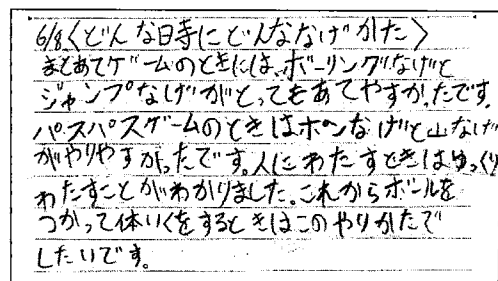 6/8〈どんな時にどんななげかた〉
まとあてゲームのときには、ボーリングなげと
ジャンプなげがとってもあてやすかったです。
パスパスゲームのときはポンなげと山なげ
がやりやすかったです。人にわたすときはゆっくり
わたすことがわかりました。これからボールを
つかって体いくをするときはこのやりかたで
したいです。